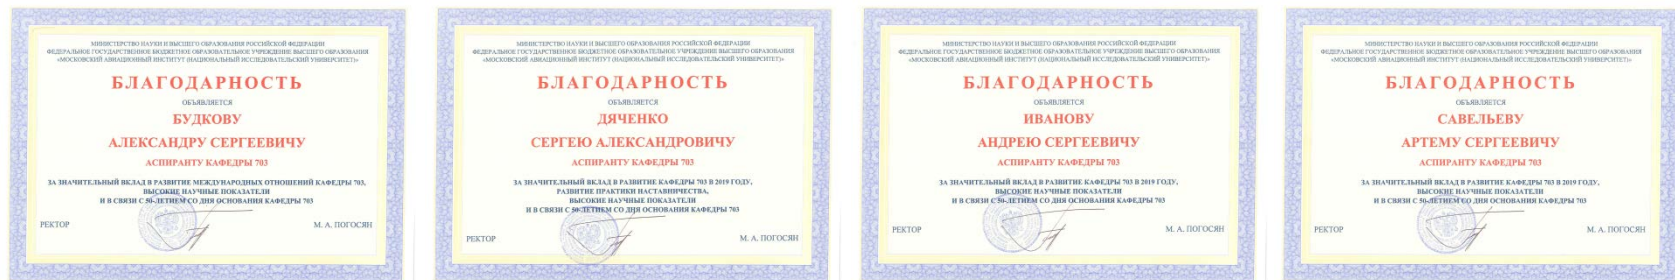 МИНИСТЕРСТВО НАУКИ И ВЫСШЕГО ОБРАЗОВАНИЯ РОССИЙСКОЙ ФЕДЕРАЦИИ
ФЕДЕРАЛЬНОЕ ГОСУДАРСТВЕННОЕ БЮДЖЕТНОЕ ОБРАЗОВАТЕЛЬНОЕ УЧРЕЖДЕНИЕ ВЫСШЕГО ОБРАЗОВАНИЯ
«МОСКОВСКИЙ АВИАЦИОННЫЙ ИНСТИТУТ (НАЦИОНАЛЬНЫЙ ИССЛЕДОВАТЕЛЬСКИЙ УНИВЕРСИТЕТ)»
БЛАГОДАРНОСТЬ
ОБЪЯВЛЯЕТСЯ
БУДКОВУ
АЛЕКСАНДРУ СЕРГЕЕВИЧУ
АСПИРАНТУ КАФЕДРЫ 703
ЗА ЗНАЧИТЕЛЬНЫЙ ВКЛАД В РАЗВИТИЕ МЕЖДУНАРОДНЫХ ОТНОШЕНИЙ КАФЕДРЫ 703,
ВЫСОКИЕ НАУЧНЫЕ ПОКАЗАТЕЛИ
И В СВЯЗИ С 50-ЛЕТИЕМ СО ДНЯ ОСНОВАНИЯ КАФЕДРЫ 703
РЕКТОР М. А. ПОГОСЯН
МИНИСТЕРСТВО НАУКИ И ВЫСШЕГО ОБРАЗОВАНИЯ РОССИЙСКОЙ ФЕДЕРАЦИИ
ФЕДЕРАЛЬНОЕ ГОСУДАРСТВЕННОЕ БЮДЖЕТНОЕ ОБРАЗОВАТЕЛЬНОЕ УЧРЕЖДЕНИЕ ВЫСШЕГО ОБРАЗОВАНИЯ
«МОСКОВСКИЙ АВИАЦИОННЫЙ ИНСТИТУТ (НАЦИОНАЛЬНЫЙ ИССЛЕДОВАТЕЛЬСКИЙ УНИВЕРСИТЕТ)»
БЛАГОДАРНОСТЬ
ОБЪЯВЛЯЕТСЯ
ДЯЧЕНКО
СЕРГЕЮ АЛЕКСАНДРОВИЧУ
АСПИРАНТУ КАФЕДРЫ 703
ЗА ЗНАЧИТЕЛЬНЫЙ ВКЛАД В РАЗВИТИЕ КАФЕДРЫ 703 В 2019 ГОДУ,
РАЗВИТИЕ ПРАКТИКИ НАСТАВНИЧЕСТВА,
ВЫСОКИЕ НАУЧНЫЕ ПОКАЗАТЕЛИ
И В СВЯЗИ С 50-ЛЕТИЕМ СО ДНЯ ОСНОВАНИЯ КАФЕДРЫ 703
РЕКТОР М. А. ПОГОСЯН
МИНИСТЕРСТВО НАУКИ И ВЫСШЕГО ОБРАЗОВАНИЯ РОССИЙСКОЙ ФЕДЕРАЦИИ
ФЕДЕРАЛЬНОЕ ГОСУДАРСТВЕННОЕ БЮДЖЕТНОЕ ОБРАЗОВАТЕЛЬНОЕ УЧРЕЖДЕНИЕ ВЫСШЕГО ОБРАЗОВАНИЯ
«МОСКОВСКИЙ АВИАЦИОННЫЙ ИНСТИТУТ (НАЦИОНАЛЬНЫЙ ИССЛЕДОВАТЕЛЬСКИЙ УНИВЕРСИТЕТ)»
БЛАГОДАРНОСТЬ
ОБЪЯВЛЯЕТСЯ
ИВАНОВУ
АНДРЕЮ СЕРГЕЕВИЧУ
АСПИРАНТУ КАФЕДРЫ 703
ЗА ЗНАЧИТЕЛЬНЫЙ ВКЛАД В РАЗВИТИЕ КАФЕДРЫ 703 В 2019 ГОДУ,
ВЫСОКИЕ НАУЧНЫЕ ПОКАЗАТЕЛИ
И В СВЯЗИ С 50-ЛЕТИЕМ СО ДНЯ ОСНОВАНИЯ КАФЕДРЫ 703
РЕКТОР М. А. ПОГОСЯН
МИНИСТЕРСТВО НАУКИ И ВЫСШЕГО ОБРАЗОВАНИЯ РОССИЙСКОЙ ФЕДЕРАЦИИ
ФЕДЕРАЛЬНОЕ ГОСУДАРСТВЕННОЕ БЮДЖЕТНОЕ ОБРАЗОВАТЕЛЬНОЕ УЧРЕЖДЕНИЕ ВЫСШЕГО ОБРАЗОВАНИЯ
«МОСКОВСКИЙ АВИАЦИОННЫЙ ИНСТИТУТ (НАЦИОНАЛЬНЫЙ ИССЛЕДОВАТЕЛЬСКИЙ УНИВЕРСИТЕТ)»
БЛАГОДАРНОСТЬ
ОБЪЯВЛЯЕТСЯ
САВЕЛЬЕВУ
АРТЕМУ СЕРГЕЕВИЧУ
АСПИРАНТУ КАФЕДРЫ 703
ЗА ЗНАЧИТЕЛЬНЫЙ ВКЛАД В РАЗВИТИЕ КАФЕДРЫ 703 В 2019 ГОДУ,
ВЫСОКИЕ НАУЧНЫЕ ПОКАЗАТЕЛИ
И В СВЯЗИ С 50-ЛЕТИЕМ СО ДНЯ ОСНОВАНИЯ КАФЕДРЫ 703
РЕКТОР М. А. ПОГОСЯН